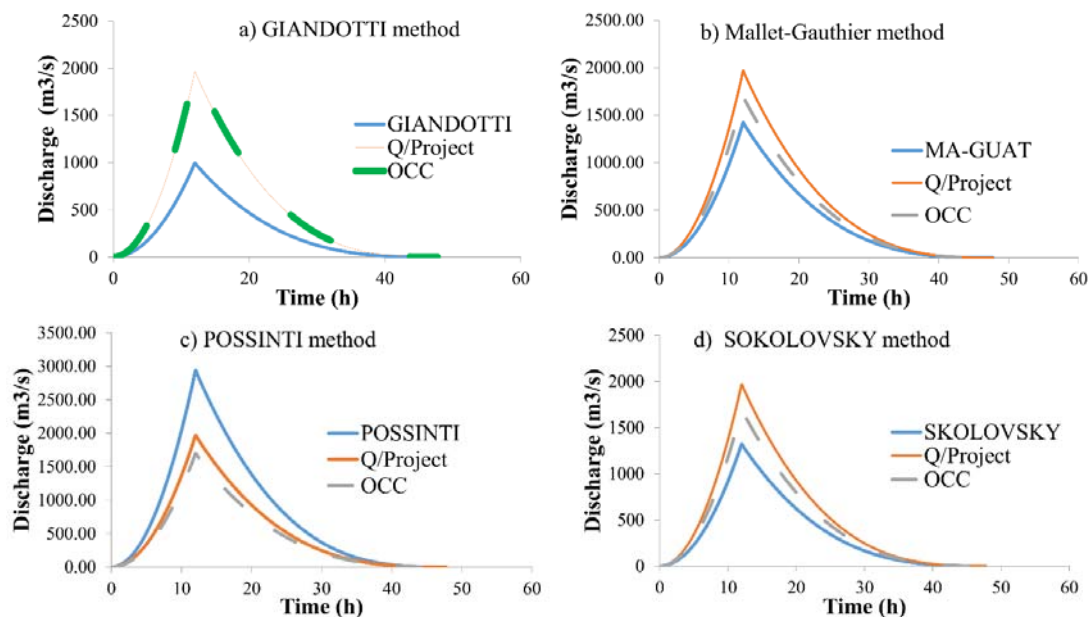 a) GIANDOTTI method
Discharge (m3/s)
2500
2000
1500
1000
500
0
GIANDOTTI
Q/Project
OCC
0 20 40 60
Time (h)
b) Mallet-Gauthier method
Discharge (m3/s)
2500.00
2000.00
1500.00
1000.00
500.00
0.00
MA-GUAT
Q/Project
OCC
0 10 20 30 40 50 60
Time (h)
c) POSSINTI method
Discharge (m3/s)
3500.00
3000.00
2500.00
2000.00
1500.00
1000.00
500.00
0.00
POSSINTI
Q/Project
OCC
0 10 20 30 40 50 60
Time (h)
d) SOKOLOVSKY method
Discharge (m3/s)
2500
2000
1500
1000
500
0
SKOLOVSKY
Q/Project
OCC
0 10 20 30 40 50 60
Time (h)